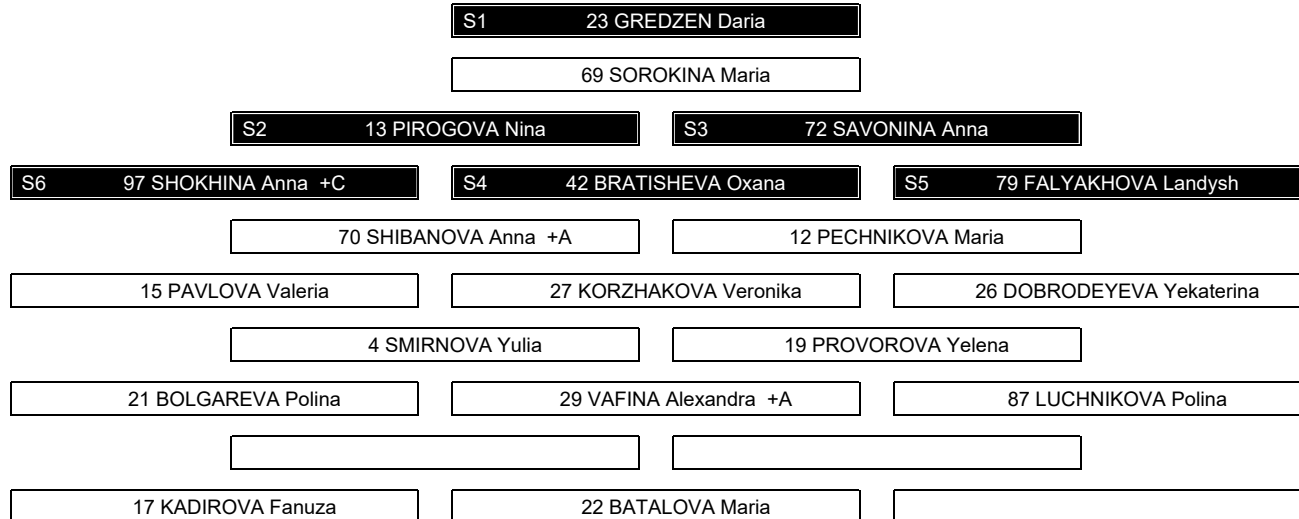 S1 23 GREDZEN Daria
69 SOROKINA Maria
S2 13 PIROGOVA Nina S3 72 SAVONINA Anna
S6 97 SHOKHINA Anna +C S4 42 BRATISHEVA Oxana S5 79 FALYAKHOVA Landysh
70 SHIBANOVA Anna +A 12 PECHNIKOVA Maria
15 PAVLOVA Valeria 27 KORZHAKOVA Veronika 26 DOBRODEYEVA Yekaterina
4 SMIRNOVA Yulia 19 PROVOROVA Yelena
21 BOLGAREVA Polina 29 VAFINA Alexandra +A 87 LUCHNIKOVA Polina
17 KADIROVA Fanuza 22 BATALOVA Maria